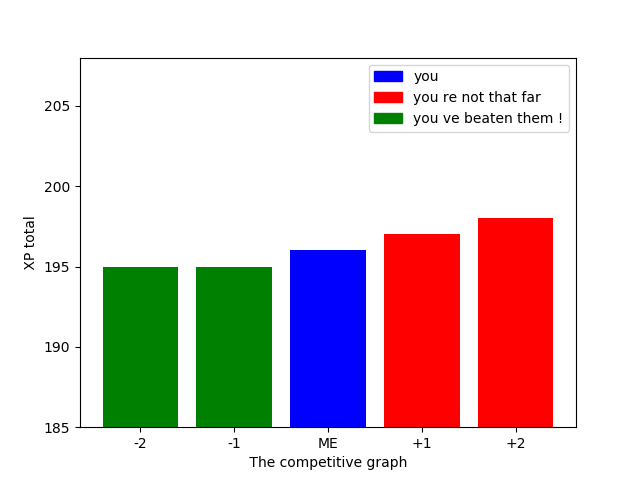 you
you re not that far
you ve beaten them !
205
200
195
190
185
XP total
-2 -1 ME +1 +2
The competitive graph